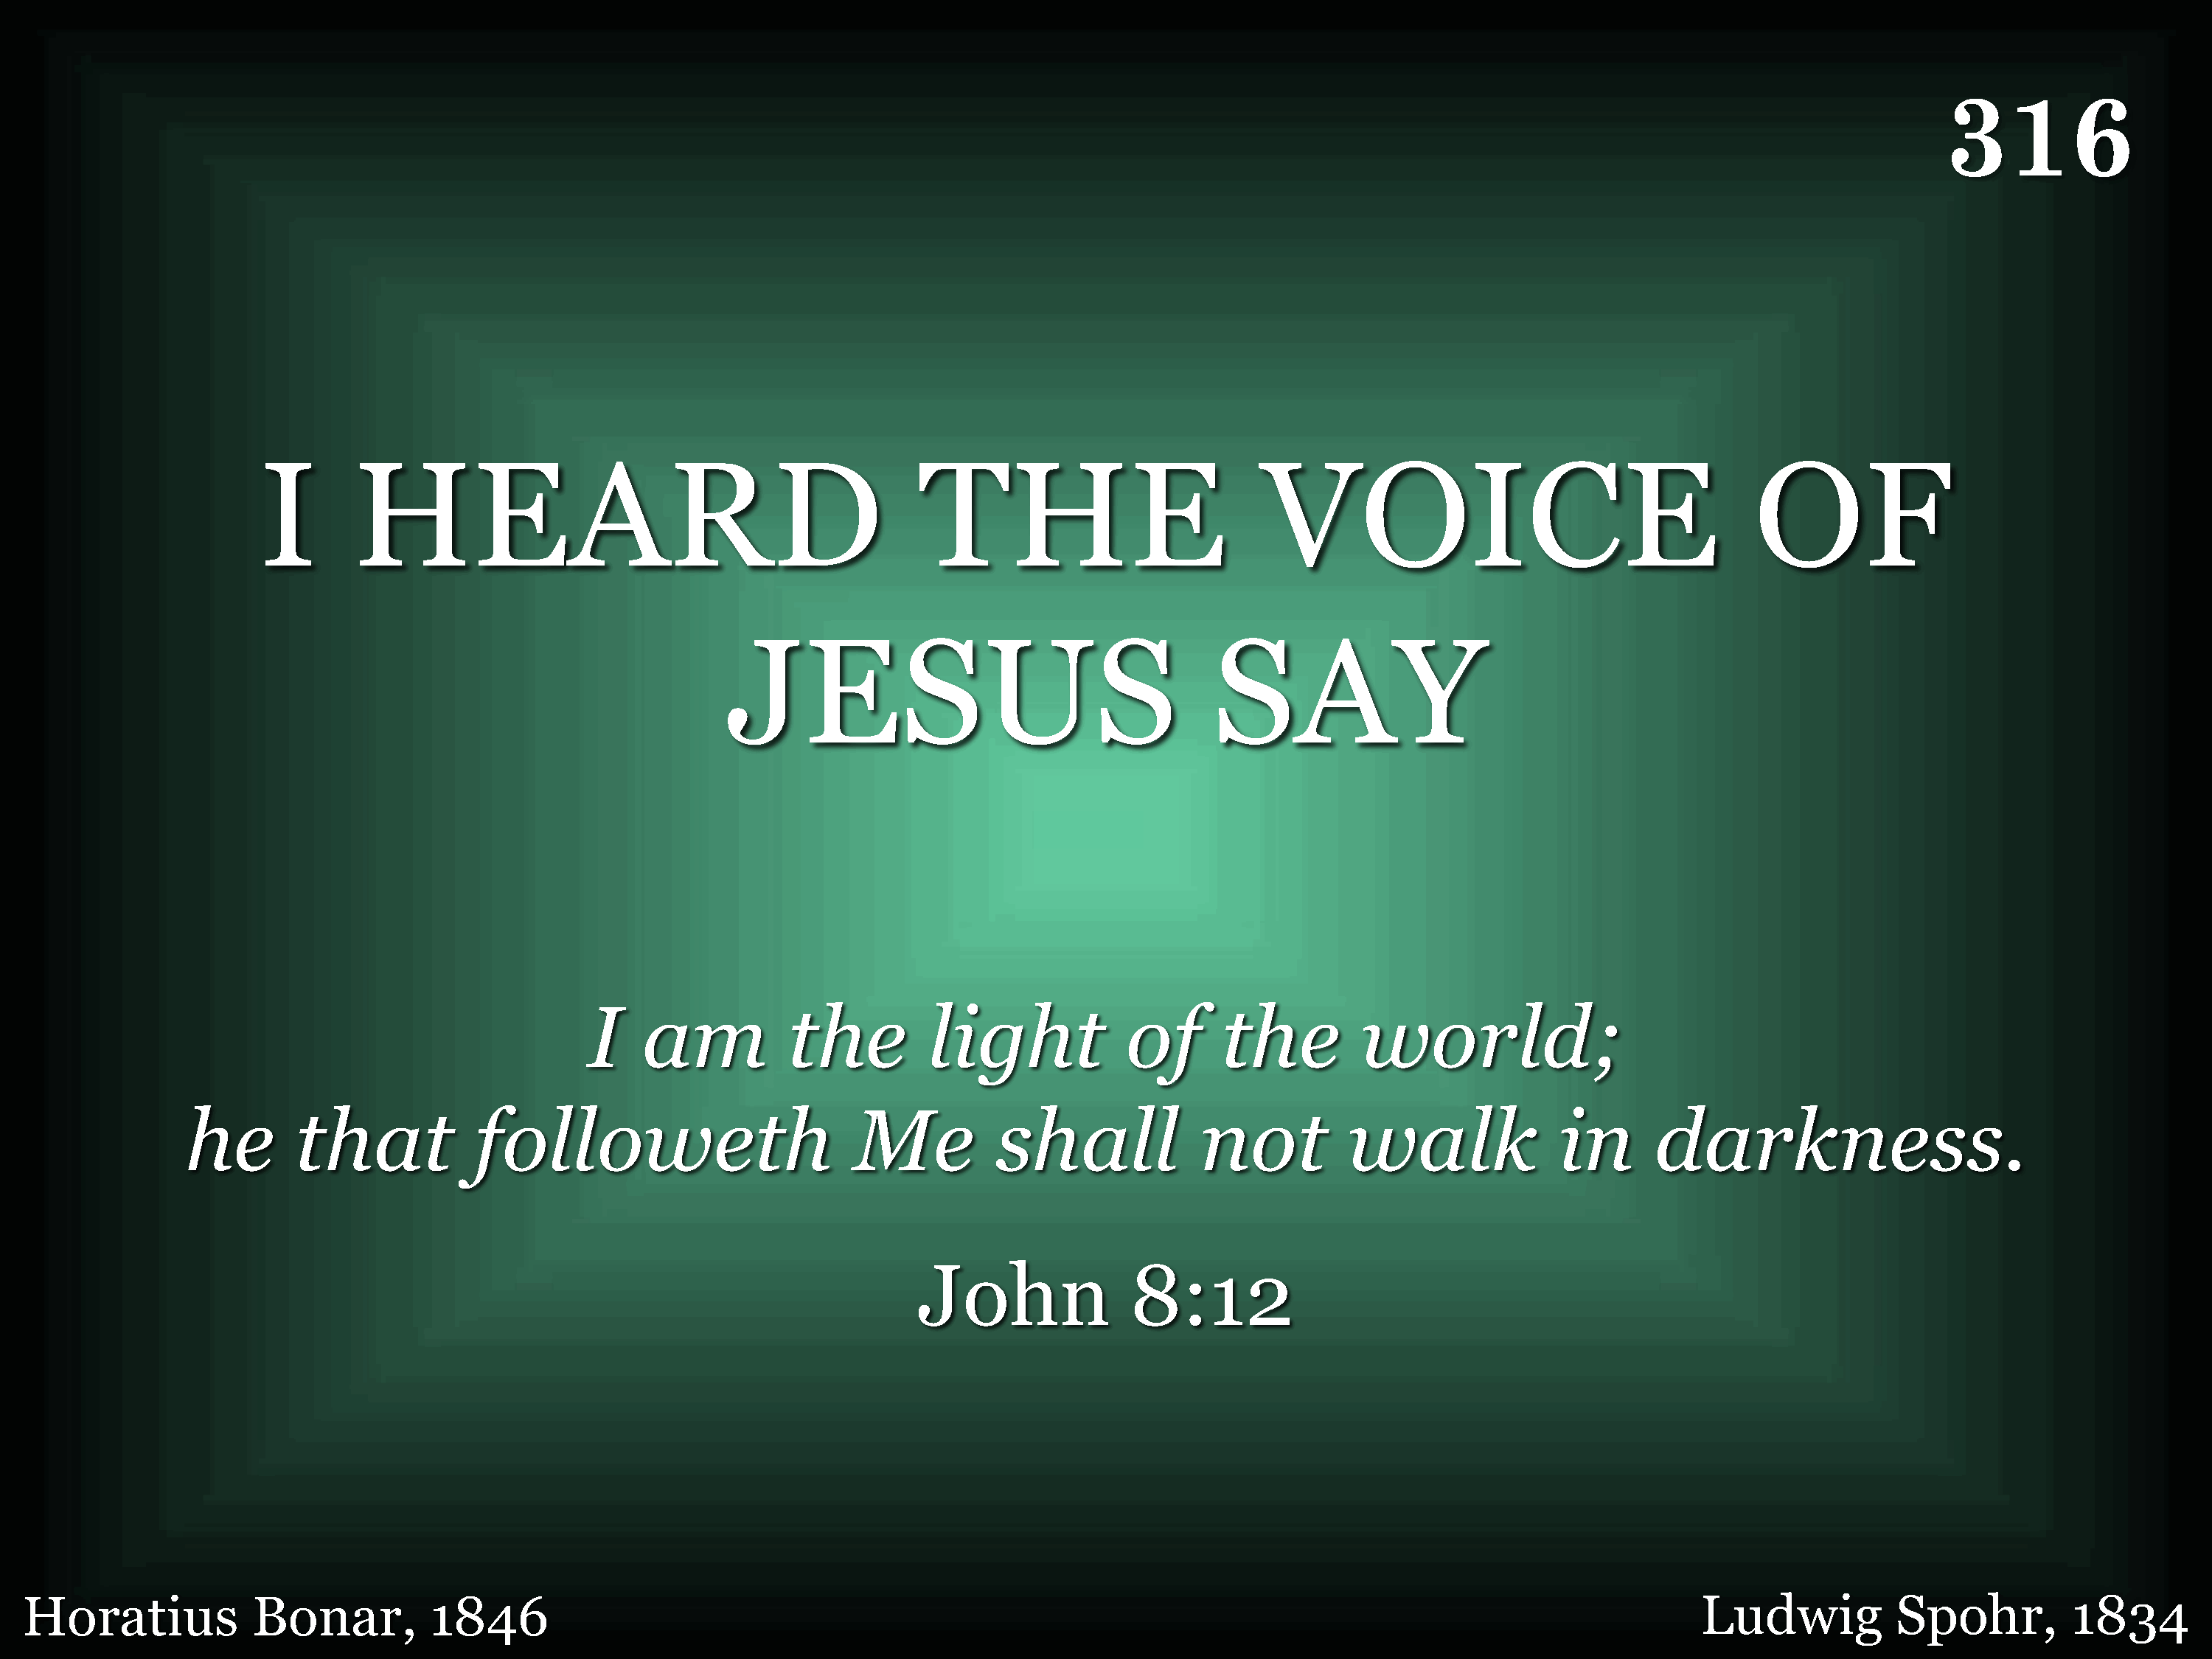 316
I HEARD THE VOICE OF
JESUS SAY
I am the light of the world;
he that followeth Me shall not walk in darkness.
John 8:12
Horatius Bonar, 1846
Ludwig Spohr, 1834